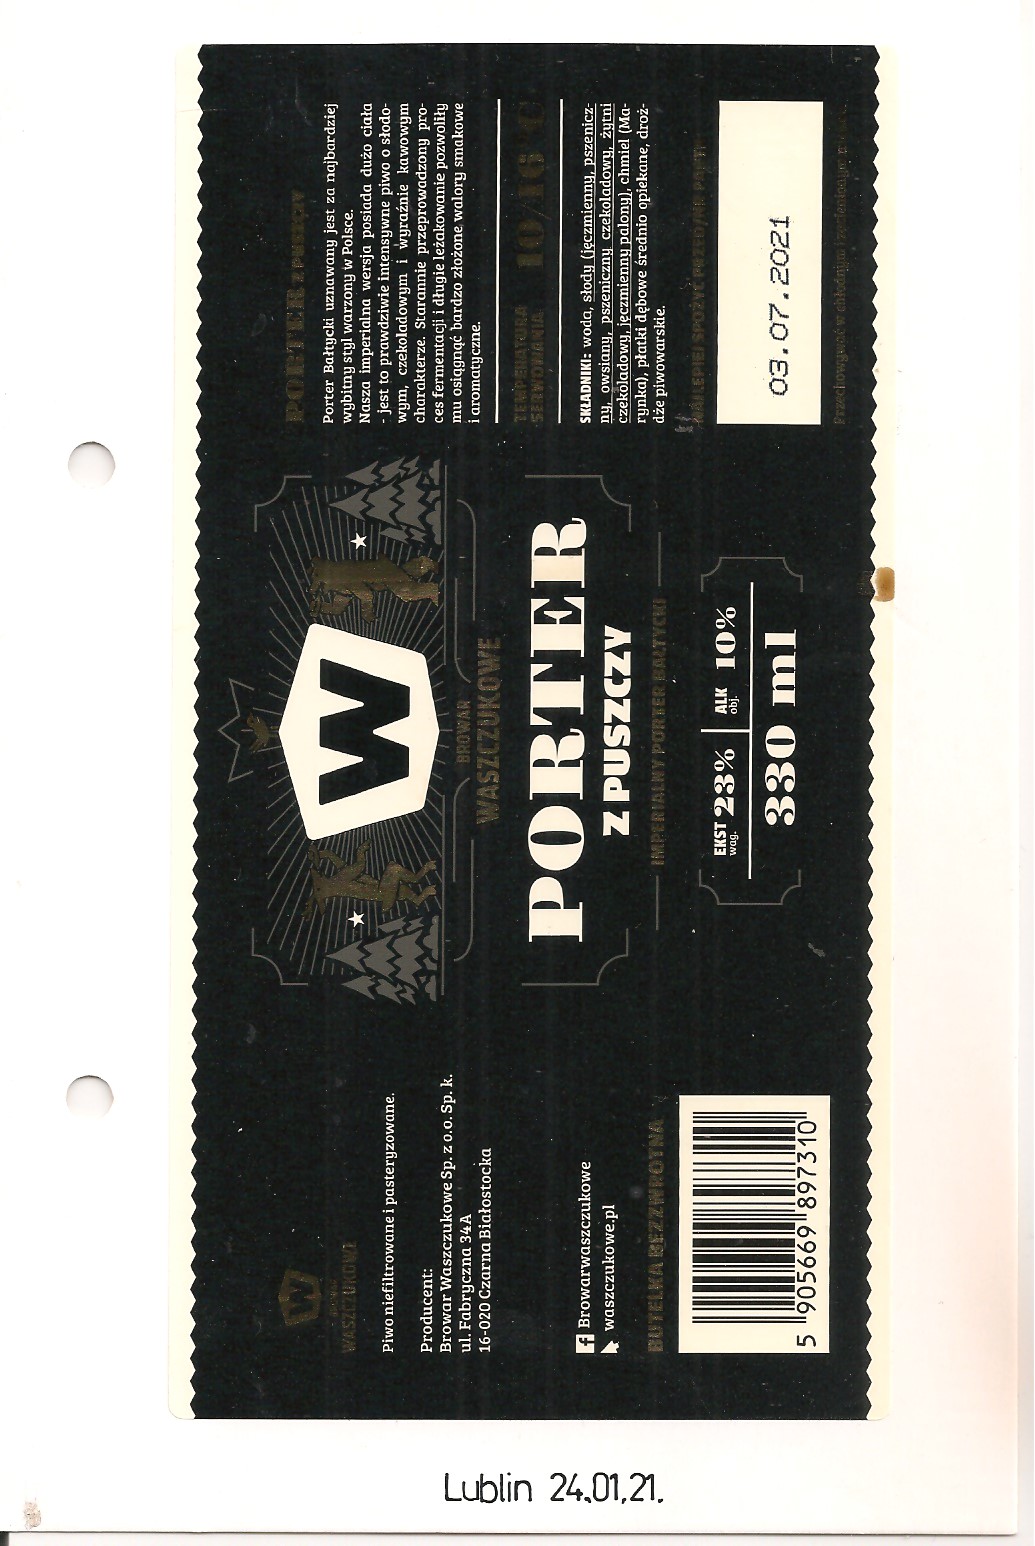 W
WASZCZUKOWE
Piwo niefiltrowane i pasteryzowane.
Producent:
Browar Waszczukowe Sp. z o.o. Sp. k.
ul. Fabryczna 34A
16-020 Czarna Białostocka
f Browarwaszczukowe
waszczukowe.pl
BUTELKA BEZZWROTNA
5 905669 897310
W
BROWAR
WASZCZUKOWE
PORTER
Z PUSZCZY
IMPERIALNY PORTER BAŁTYCKI
EKST wag. 23% ALK obj. 10%
330 ml
PORTER Z PUSZCZY
Porter Bałtycki uznawany jest za najbardziej
wybitny styl warzony w Polsce.
Nasza imperialna wersja posiada dużo ciała
- jest to prawdziwie intensywne piwo o słodo-
wym, czekoladowym i wyraźnie kawowym
charakterze. Starannie przeprowadzony pro-
ces fermentacji i długie leżakowanie pozwoliły
mu osiągnąć bardzo złożone walory smakowe
i aromatyczne.
TEMPERATURA
SERWOWANIA 10/16°C
SKŁADNIKI: woda, słody (jęczmienny, pszenicz-
ny, owsiany, pszeniczny czekoladowy, żytni
czekoladowy, jęczmienny palony), chmiel (Ma-
rynka), płatki dębowe średnio opiekane, droż-
dże piwowarskie.
NAJLEPIEJ SPOŻYĆ PRZED/NR PARTII
03.07.2021
Przechowywać w chłodnym i zaciemnionym
Lublin 24.01.21.